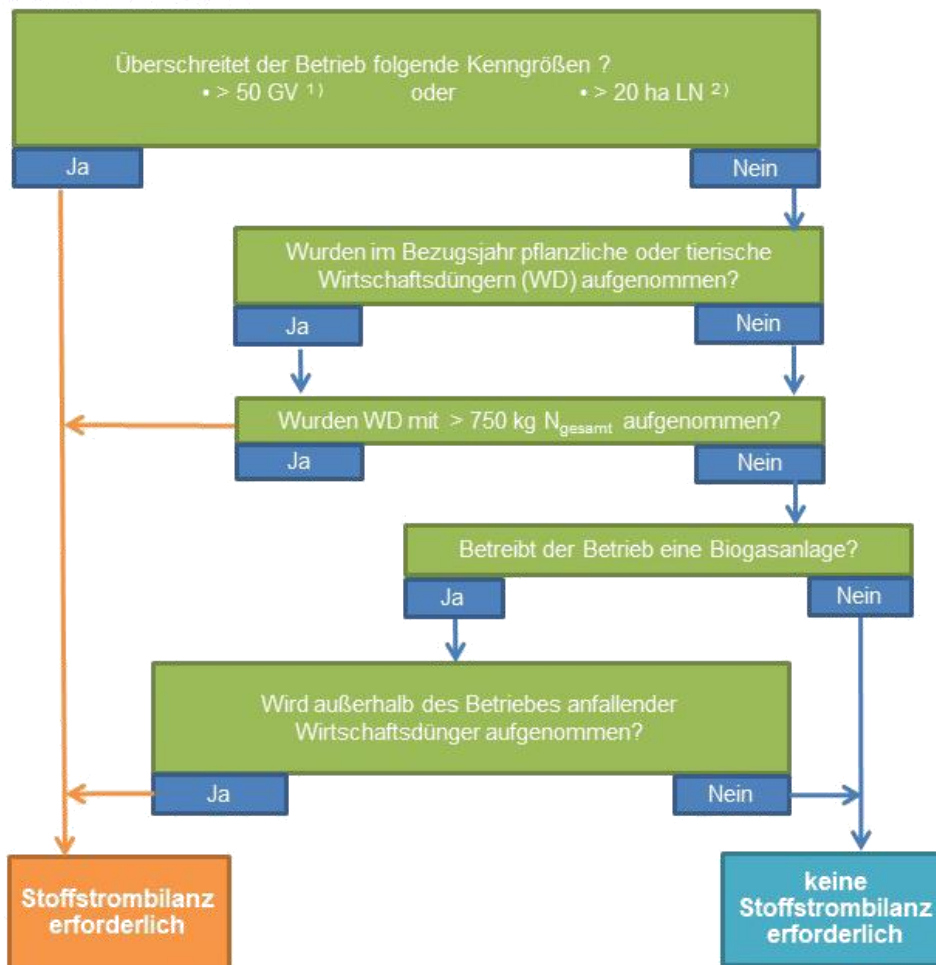 Überschreitet der Betrieb folgende Kenngrößen ?
• > 50 GV ¹⁾ oder • > 20 ha LN ²⁾
Ja
Nein
Wurden im Bezugsjahr pflanzliche oder tierische
Wirtschaftsdüngern (WD) aufgenommen?
Ja
Nein
Wurden WD mit > 750 kg Ngesamt aufgenommen?
Ja
Nein
Betreibt der Betrieb eine Biogasanlage?
Ja
Nein
Wird außerhalb des Betriebes anfallender
Wirtschaftsdünger aufgenommen?
Ja
Nein
Stoffstrombilanz
erforderlich
keine
Stoffstrombilanz
erforderlich